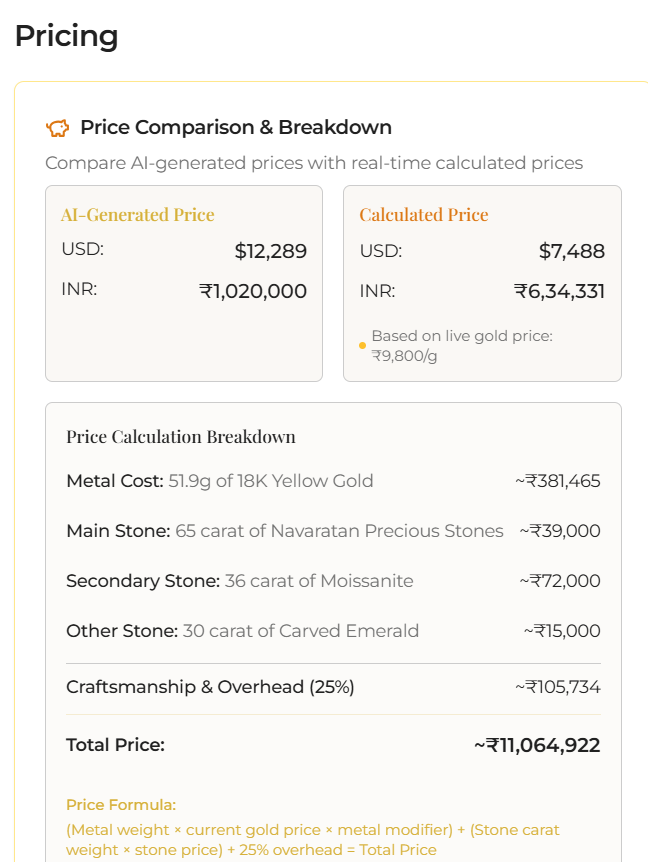 Pricing
Price Comparison & Breakdown
Compare AI-generated prices with real-time calculated prices
AI-Generated Price
USD: $12,289
INR: ₹1,020,000
Calculated Price
USD: $7,488
INR: ₹6,34,331
Based on live gold price:
₹9,800/g
Price Calculation Breakdown
Metal Cost: 51.9g of 18K Yellow Gold ~₹381,465
Main Stone: 65 carat of Navaratan Precious Stones ~₹39,000
Secondary Stone: 36 carat of Moissanite ~₹72,000
Other Stone: 30 carat of Carved Emerald ~₹15,000
Craftsmanship & Overhead (25%) ~₹105,734
Total Price: ~₹11,064,922
Price Formula:
(Metal weight × current gold price × metal modifier) + (Stone carat
weight × stone price) + 25% overhead = Total Price